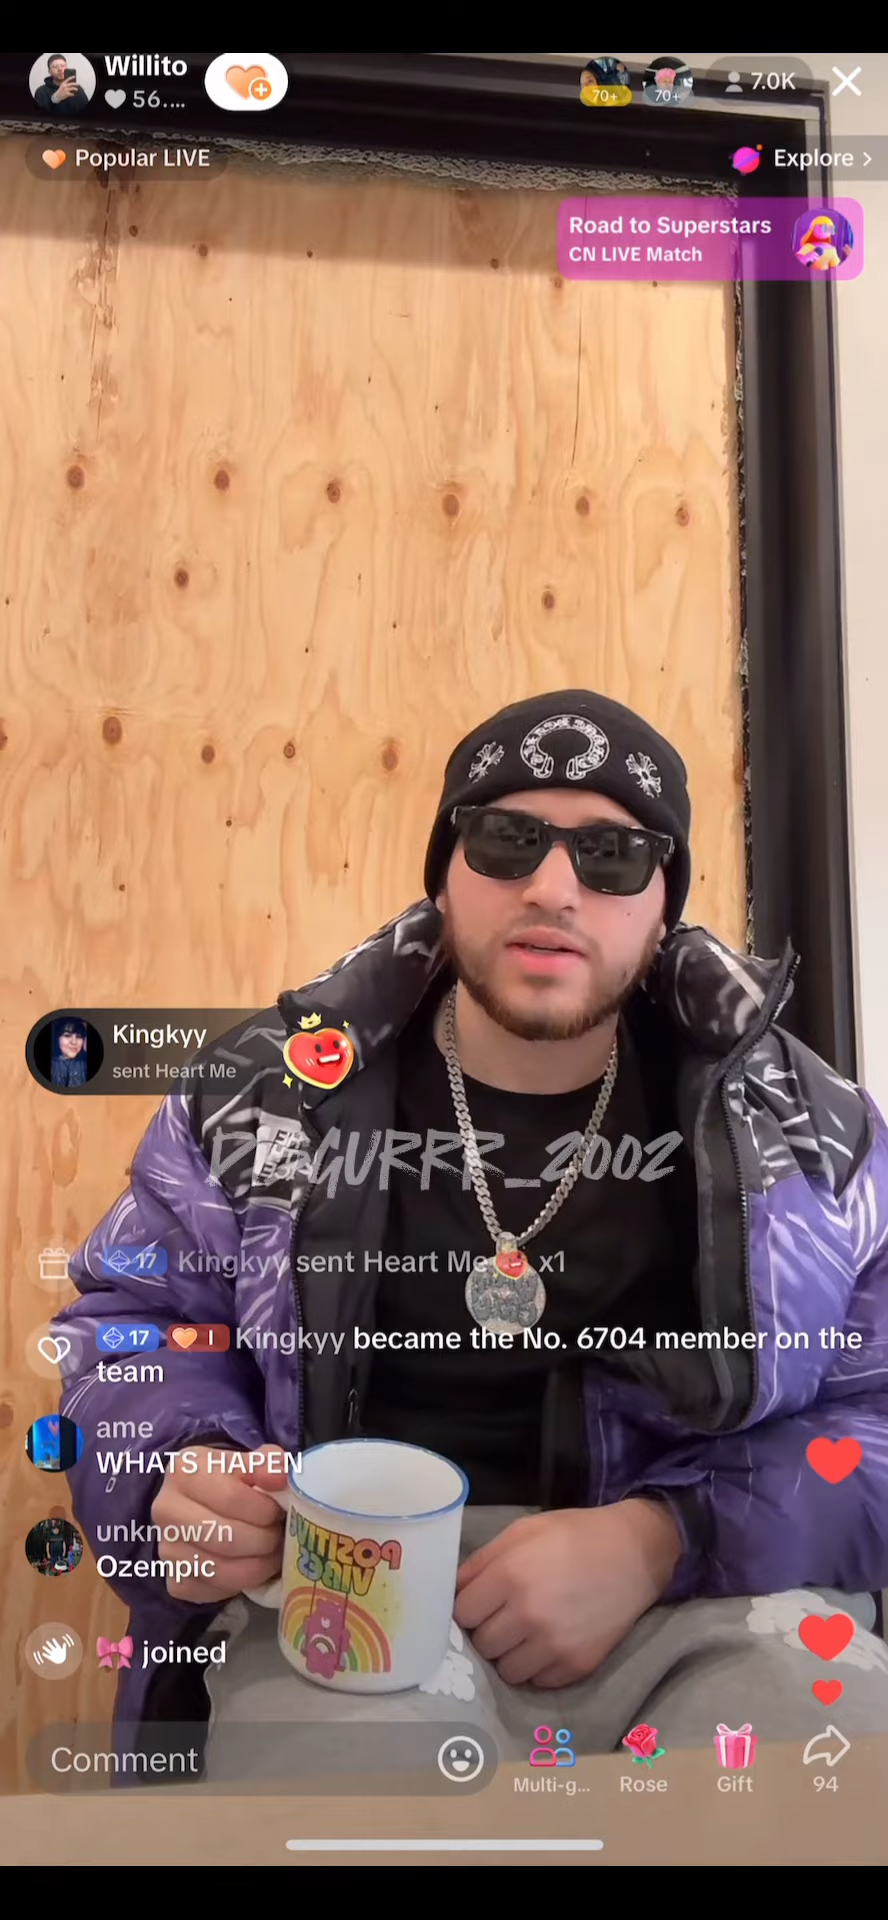 Willito
56....
70+
70+
7.0K
Popular LIVE
Explore >
Road to Superstars
CN LIVE Match
Kingkyy
sent Heart Me
17 Kingkyy sent Heart Me x1
17 I Kingkyy became the No. 6704 member on the
team
ame
WHATS HAPEN
unknow7n
Ozempic
joined
POSITIVE
VIBES
Comment
Multi-g...
Rose
Gift
94